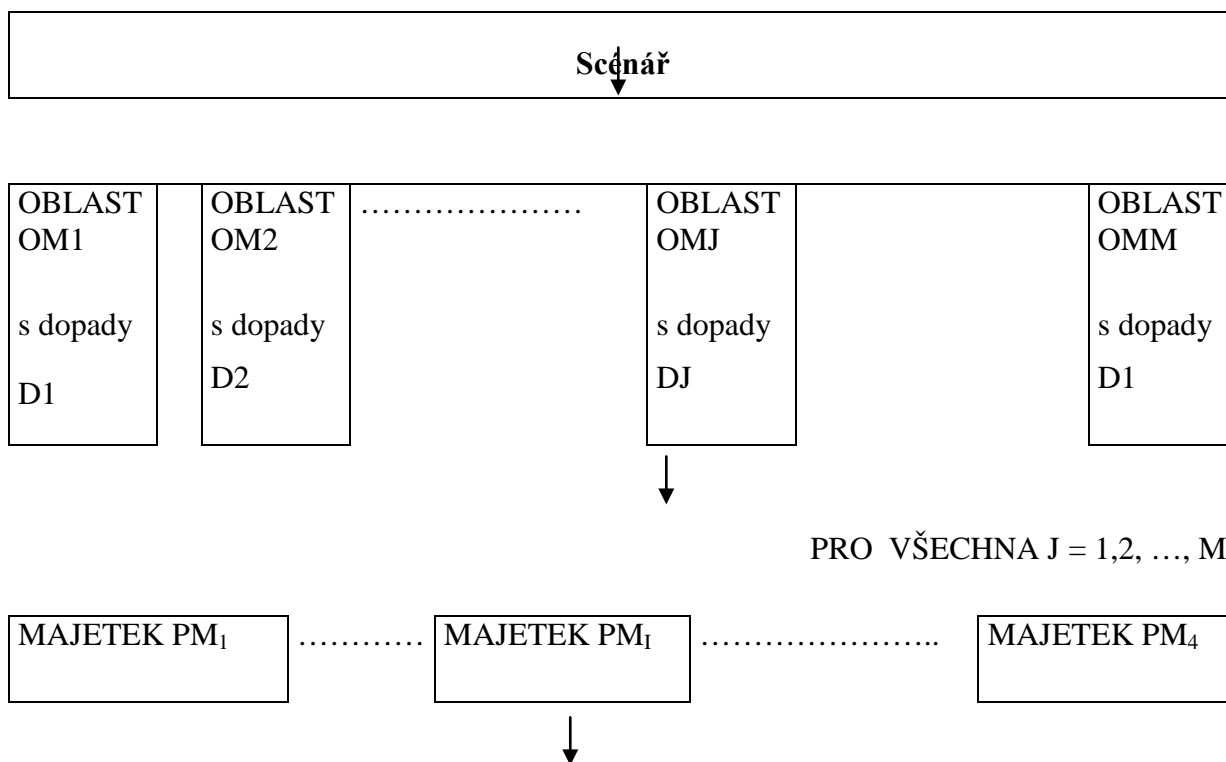 Scénář
OBLAST
OM1
s dopady
D1
OBLAST
OM2
s dopady
D2
…………………
OBLAST
OMJ
s dopady
DJ
OBLAST
OMM
s dopady
D1
PRO VŠECHNA J = 1,2, …, M
MAJETEK PM₁ ………… MAJETEK PMI ………………….. MAJETEK PM₄